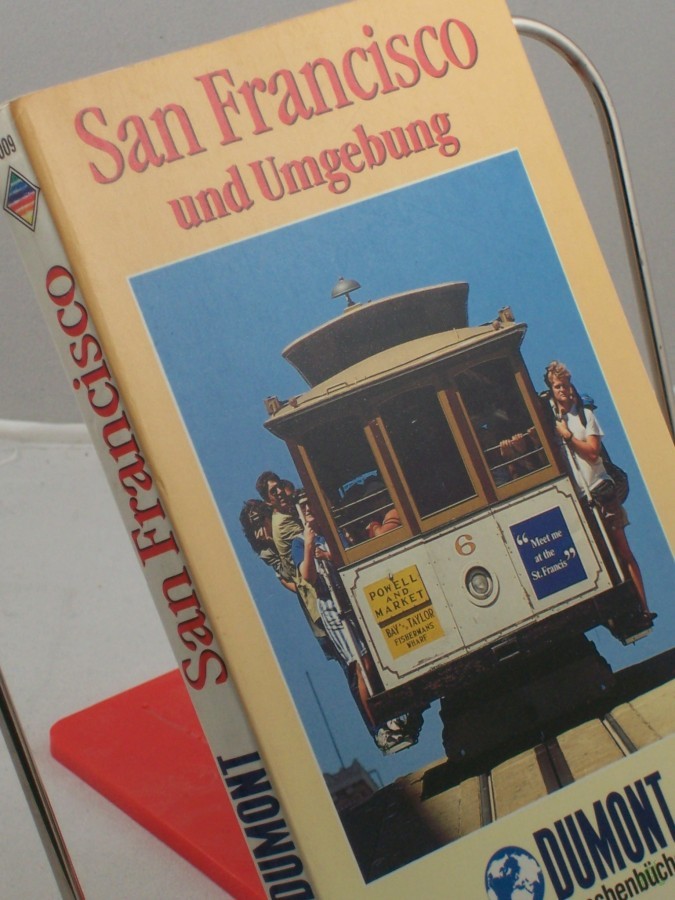 San Francisco
und Umgebung
6
POWELL
AND
MARKET
BAY AND TAYLOR
FISHERMANS
WHARF
“Meet me
at the
St. Francis”
DUMONT
San Francisco
DUMONT